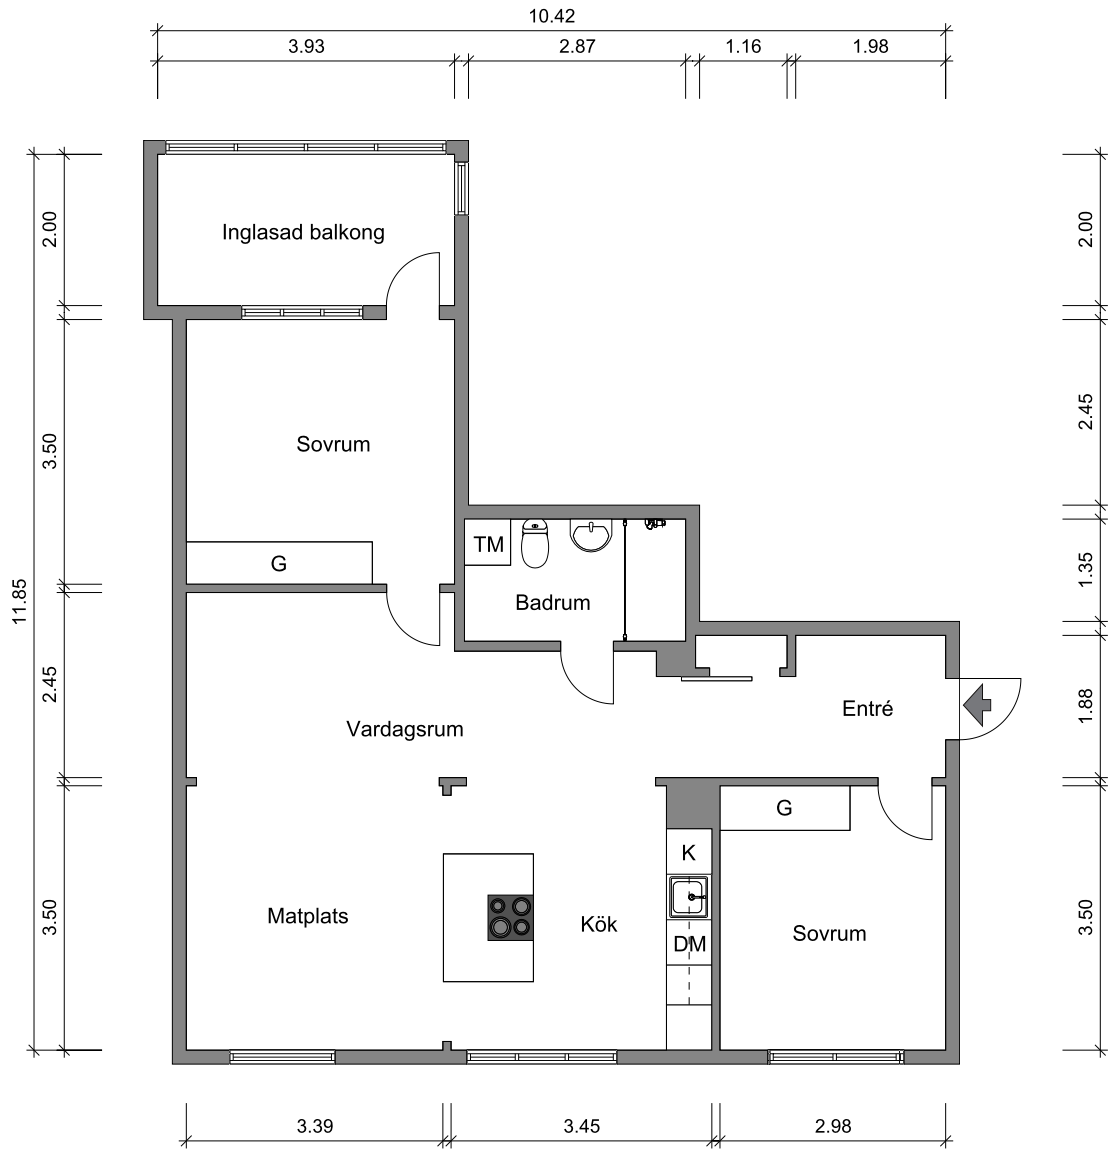 10.42
3.93
2.87
1.16
1.98
2.00
2.00
Inglasad balkong
2.45
3.50
Sovrum
TM
G
1.35
11.85
Badrum
2.45
1.88
Entré
Vardagsrum
G
K
3.50
3.50
Matplats
Kök
Sovrum
DM
3.39
3.45
2.98